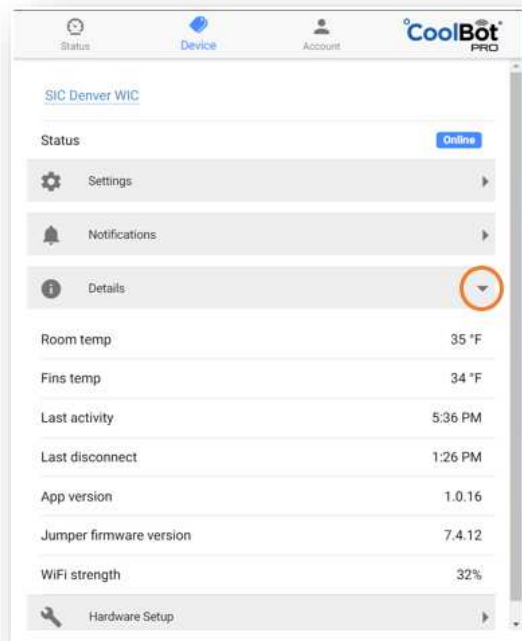 Status
Device
Account
°CoolBot
PRO
SIC Denver WIC
Status Online
Settings
Notifications
Details
Room temp 35 °F
Fins temp 34 °F
Last activity 5:36 PM
Last disconnect 1:26 PM
App version 1.0.16
Jumper firmware version 7.4.12
WiFi strength 32%
Hardware Setup